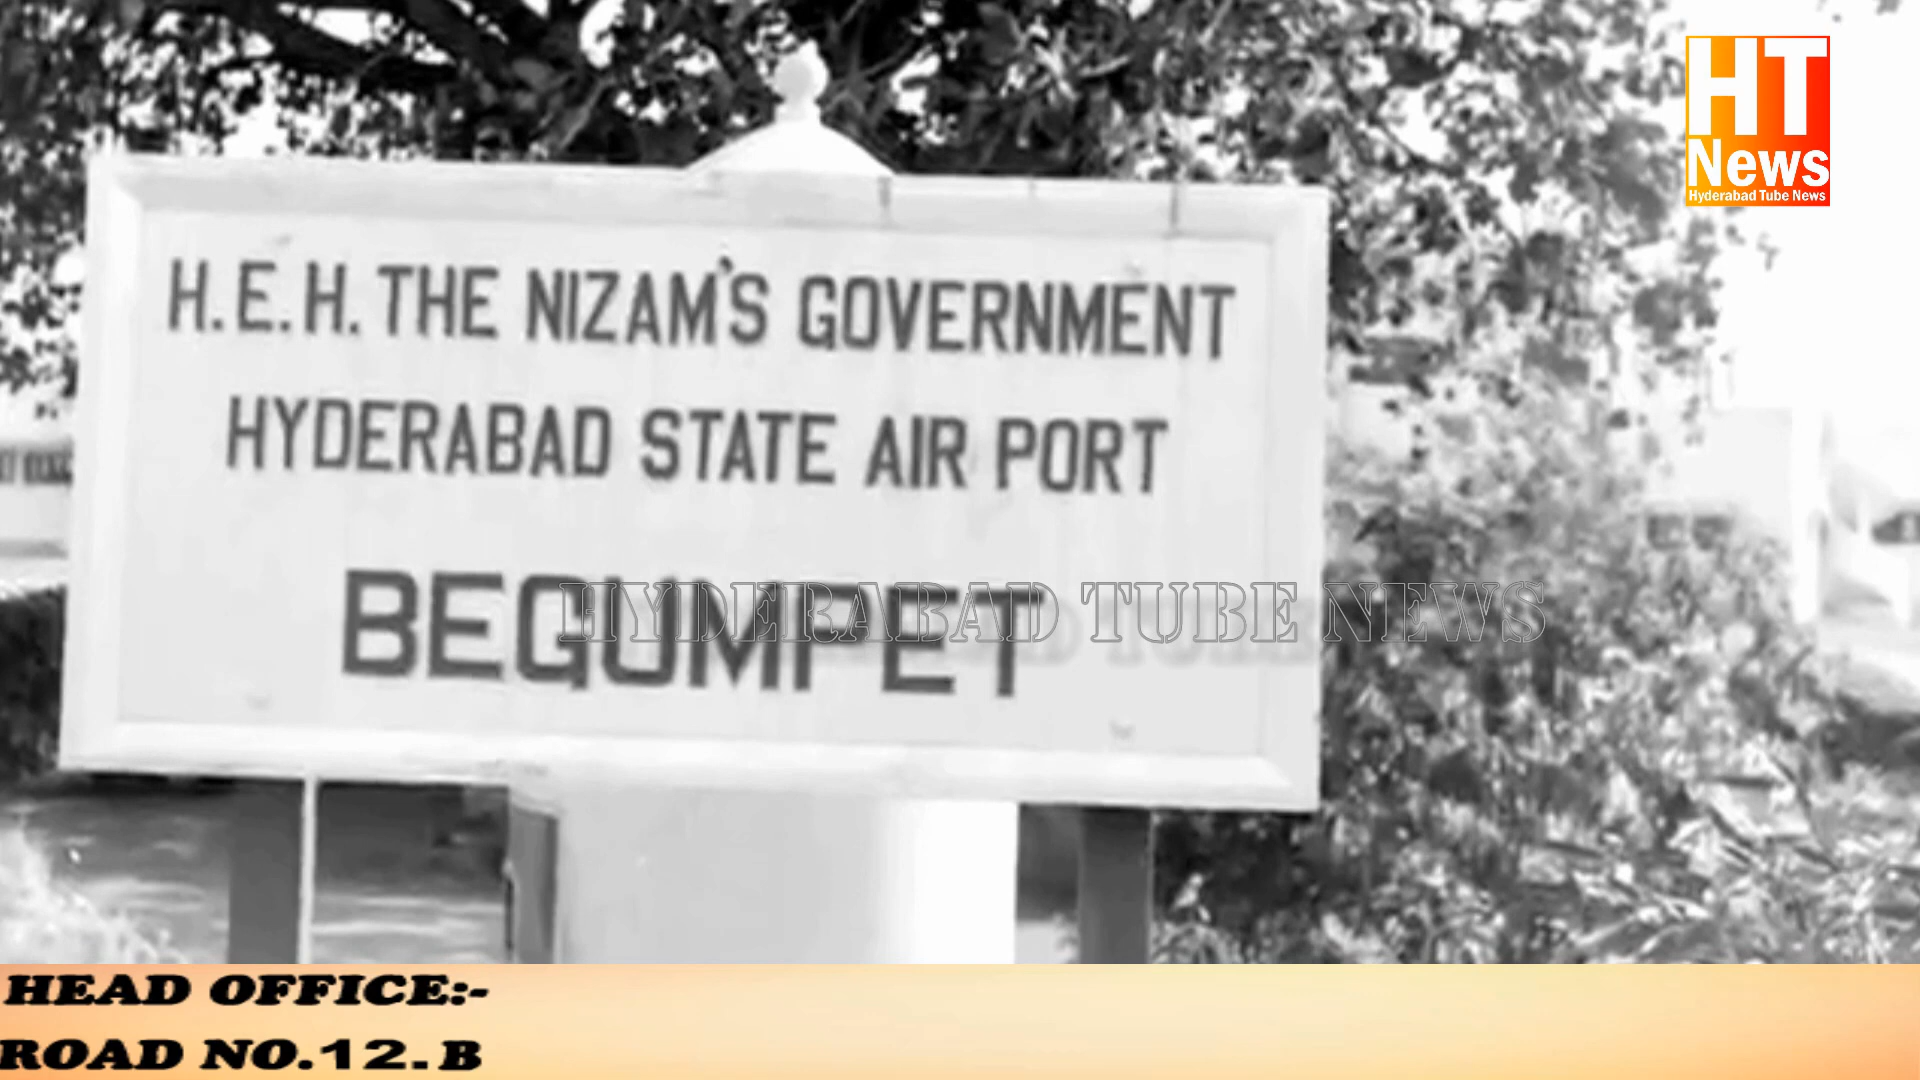 HT
News
Hyderabad Tube News
H.E.H. THE NIZAM'S GOVERNMENT
HYDERABAD STATE AIR PORT
BEGUMPET
HYDERABAD TUBE NEWS
HEAD OFFICE:-
ROAD NO.12.B